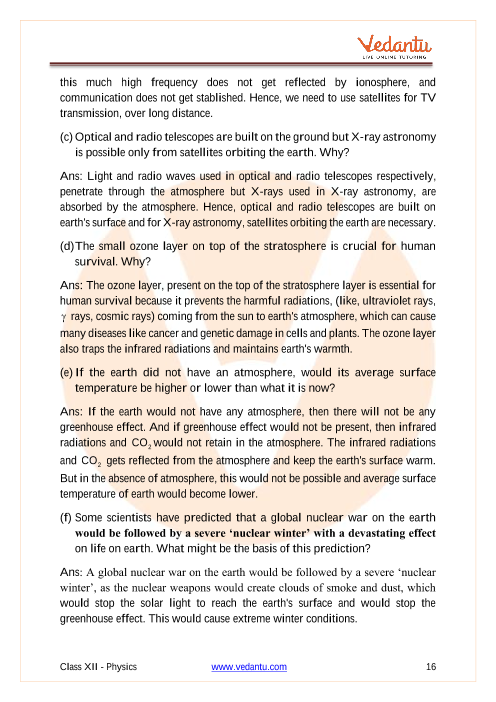 Vedantu
LIVE ONLINE TUTORING
this much high frequency does not get reflected by ionosphere, and
communication does not get stablished. Hence, we need to use satellites for TV
transmission, over long distance.
(c) Optical and radio telescopes are built on the ground but X-ray astronomy
is possible only from satellites orbiting the earth. Why?
Ans: Light and radio waves used in optical and radio telescopes respectively,
penetrate through the atmosphere but X-rays used in X-ray astronomy, are
absorbed by the atmosphere. Hence, optical and radio telescopes are built on
earth's surface and for X-ray astronomy, satellites orbiting the earth are necessary.
(d) The small ozone layer on top of the stratosphere is crucial for human
survival. Why?
Ans: The ozone layer, present on the top of the stratosphere layer is essential for
human survival because it prevents the harmful radiations, (like, ultraviolet rays,
γ rays, cosmic rays) coming from the sun to earth's atmosphere, which can cause
many diseases like cancer and genetic damage in cells and plants. The ozone layer
also traps the infrared radiations and maintains earth's warmth.
(e) If the earth did not have an atmosphere, would its average surface
temperature be higher or lower than what it is now?
Ans: If the earth would not have any atmosphere, then there will not be any
greenhouse effect. And if greenhouse effect would not be present, then infrared
radiations and CO₂ would not retain in the atmosphere. The infrared radiations
and CO₂ gets reflected from the atmosphere and keep the earth's surface warm.
But in the absence of atmosphere, this would not be possible and average surface
temperature of earth would become lower.
(f) Some scientists have predicted that a global nuclear war on the earth
would be followed by a severe ‘nuclear winter’ with a devastating effect
on life on earth. What might be the basis of this prediction?
Ans: A global nuclear war on the earth would be followed by a severe ‘nuclear
winter’, as the nuclear weapons would create clouds of smoke and dust, which
would stop the solar light to reach the earth's surface and would stop the
greenhouse effect. This would cause extreme winter conditions.
Class XII - Physics www.vedantu.com 16